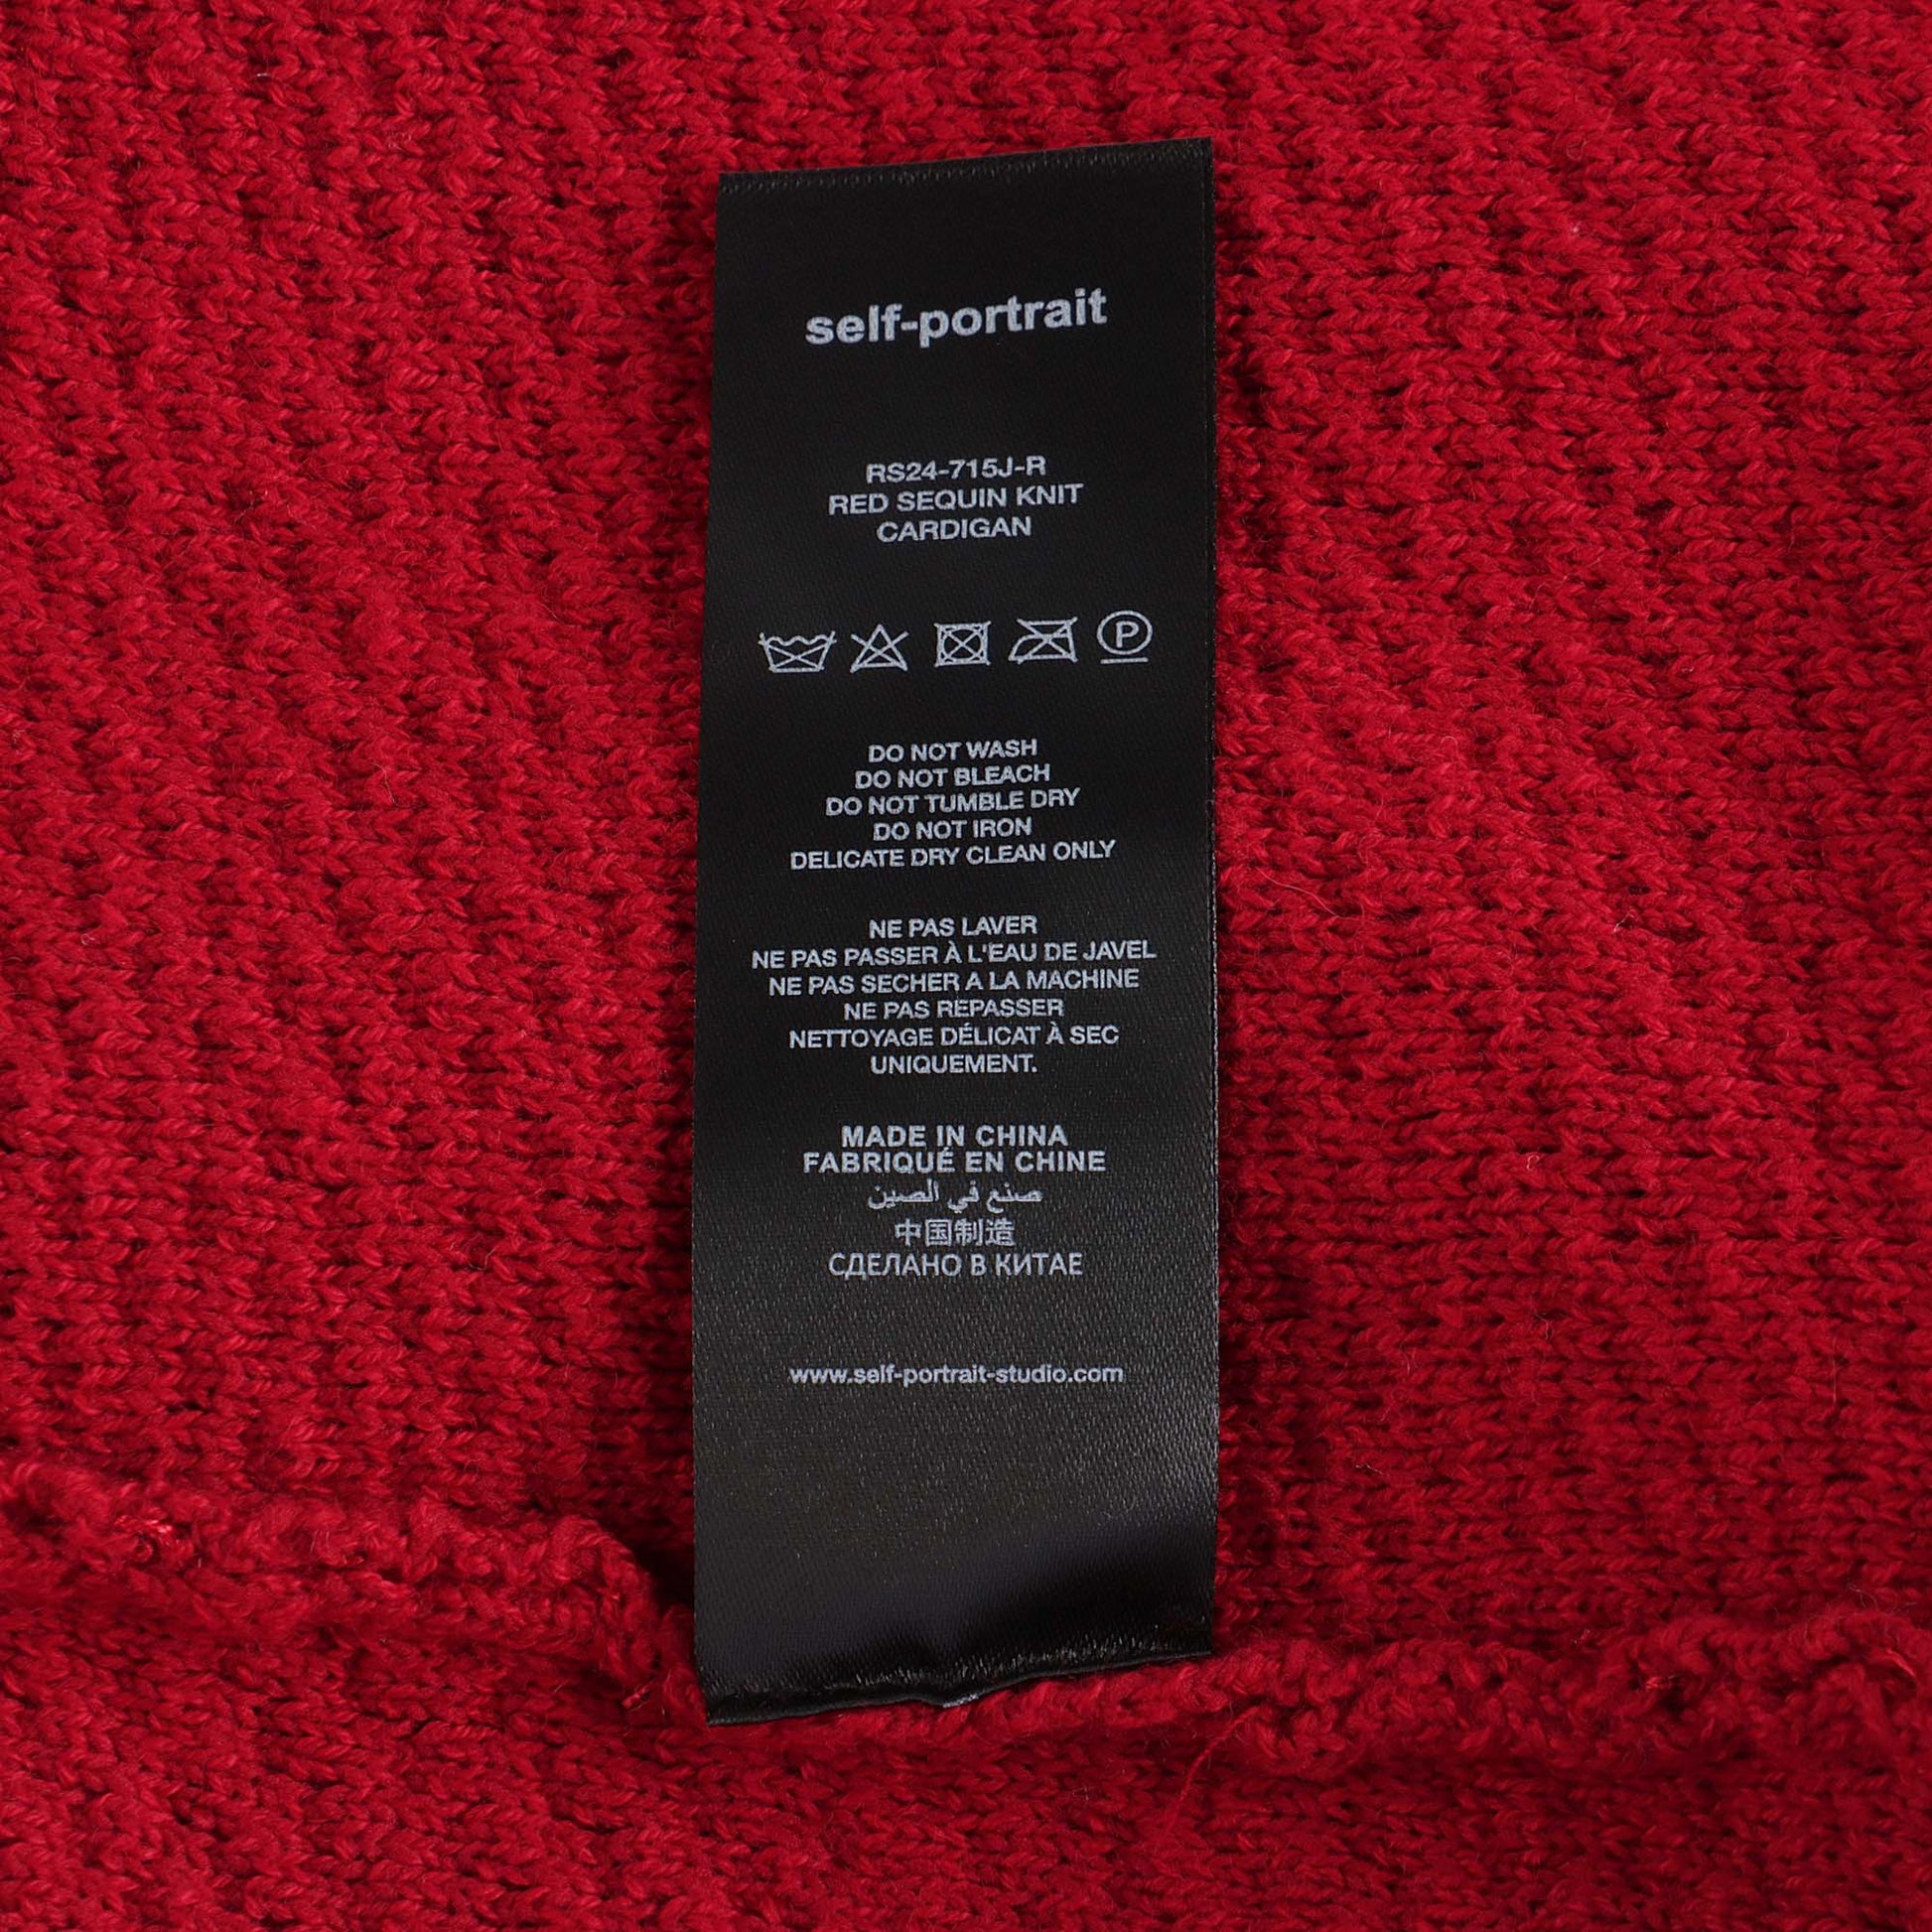 self-portrait
RS24-715J-R
RED SEQUIN KNIT
CARDIGAN
P
DO NOT WASH
DO NOT BLEACH
DO NOT TUMBLE DRY
DO NOT IRON
DELICATE DRY CLEAN ONLY
NE PAS LAVER
NE PAS PASSER À L'EAU DE JAVEL
NE PAS SECHER A LA MACHINE
NE PAS REPASSER
NETTOYAGE DÉLICAT À SEC
UNIQUEMENT.
MADE IN CHINA
FABRIQUÉ EN CHINE
صنع في الصين
中国制造
СДЕЛАНО В КИТАЕ
www.self-portrait-studio.com